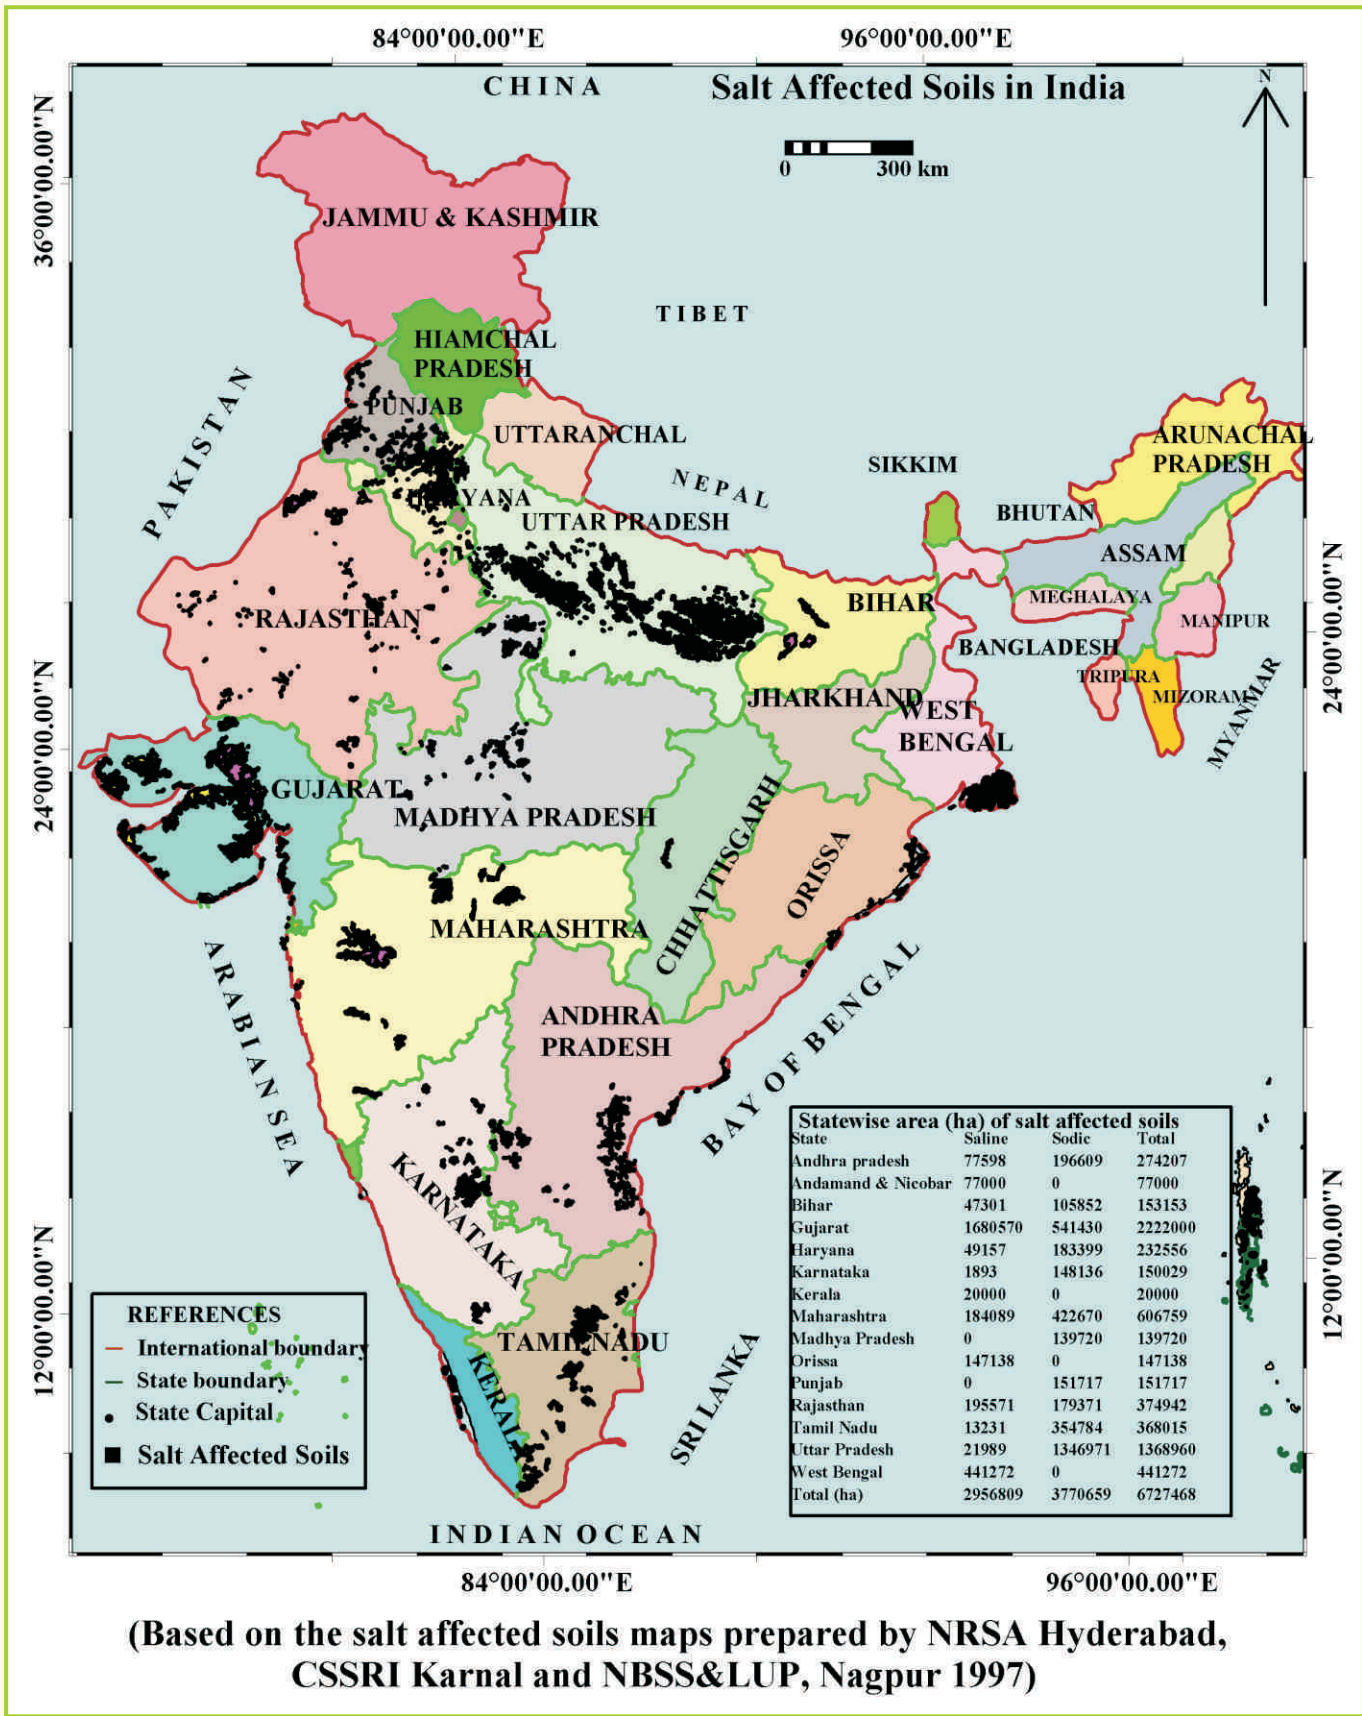 84°00'00.00"E 96°00'00.00"E
CHINA
Salt Affected Soils in India
N
0 300 km
36°00'00.00"N
36°00'00.00"N
JAMMU & KASHMIR
TIBET
HIAMCHAL
PRADESH
PAKISTAN
PUNJAB
UTTARANCHAL
NEPAL
SIKKIM
ARUNACHAL
PRADESH
HARYANA
UTTAR PRADESH
BHUTAN
ASSAM
MEGHALAYA
MANIPUR
RAJASTHAN
BIHAR
BANGLADESH
TRIPURA
MIZORAM
MYANMAR
24°00'00.00"N
24°00'00.00"N
JHARKHAND
WEST
BENGAL
GUJARAT
MADHYA PRADESH
CHHATTISGARH
ORISSA
MAHARASHTRA
ARABIAN SEA
ANDHRA
PRADESH
BAY OF BENGAL
KARNATAKA
TAMILNADU
KERALA
SRI LANKA
INDIAN OCEAN
12°00'00.00"N
12°00'00.00"N
REFERENCES
International boundary
State boundary
State Capital
Salt Affected Soils
Statewise area (ha) of salt affected soils
State Saline Sodic Total
Andhra pradesh 77598 196609 274207
Andamand & Nicobar 77000 0 77000
Bihar 47301 105852 153153
Gujarat 1680570 541430 2222000
Haryana 49157 183399 232556
Karnataka 1893 148136 150029
Kerala 20000 0 20000
Maharashtra 184089 422670 606759
Madhya Pradesh 0 139720 139720
Orissa 147138 0 147138
Punjab 0 151717 151717
Rajasthan 195571 179371 374942
Tamil Nadu 13231 354784 368015
Uttar Pradesh 21989 1346971 1368960
West Bengal 441272 0 441272
Total (ha) 2956809 3770659 6727468
84°00'00.00"E 96°00'00.00"E
(Based on the salt affected soils maps prepared by NRSA Hyderabad,
CSSRI Karnal and NBSS&LUP, Nagpur 1997)